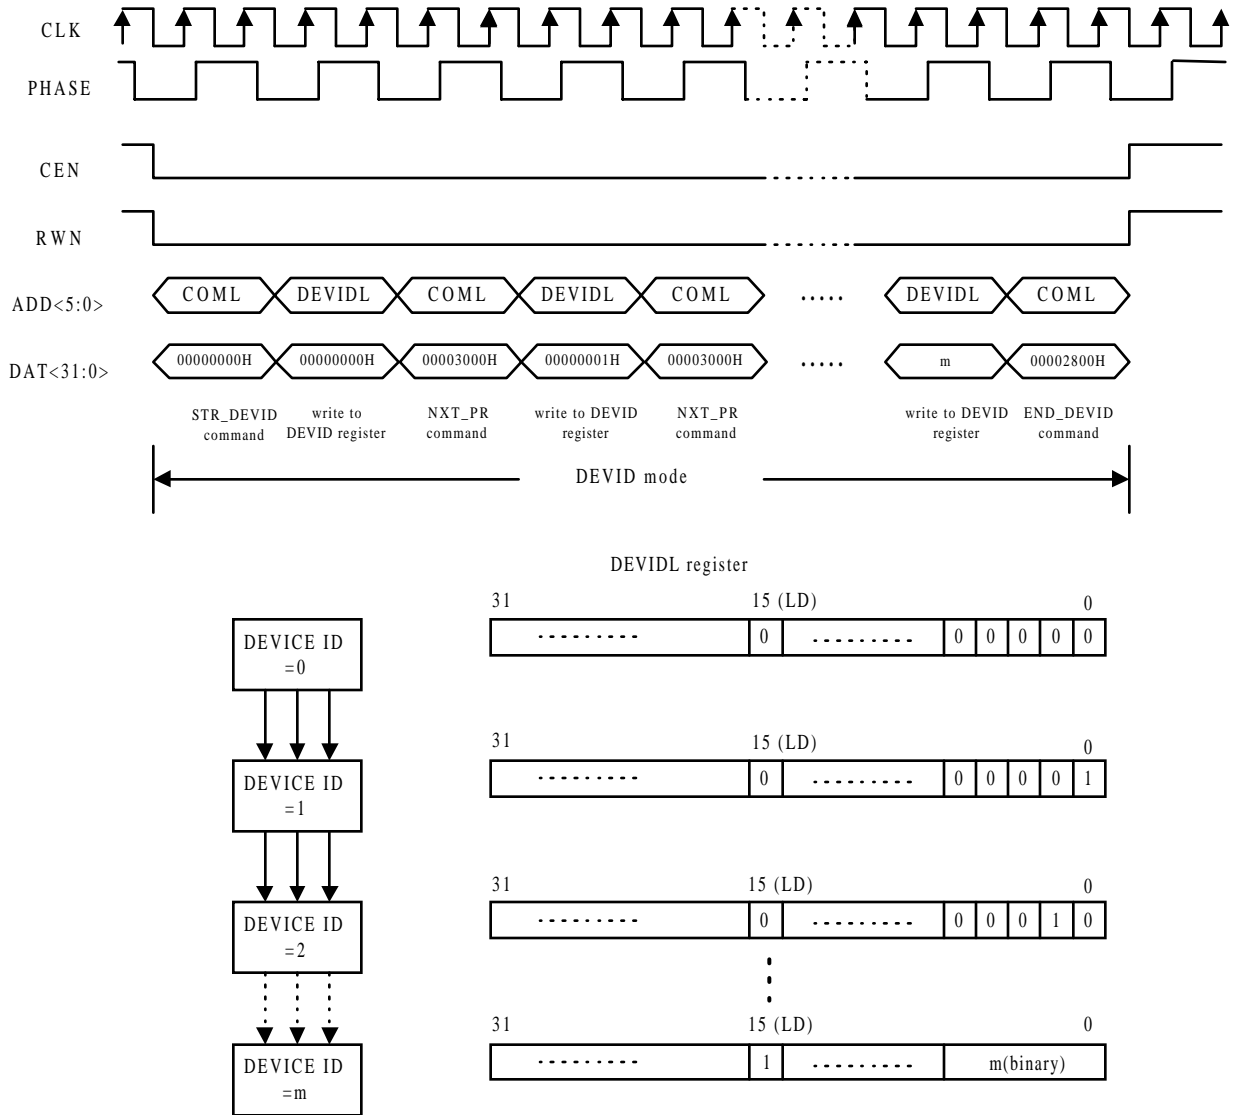 CLK
PHASE
CEN
RWN
ADD<5:0> COML DEVIDL COML DEVIDL COML ..... DEVIDL COML
DAT<31:0> 00000000H 00000000H 00003000H 00000001H 00003000H ..... m 00002800H
STR_DEVID write to NXT_PR write to DEVID NXT_PR write to DEVID END_DEVID
command DEVID register command register command register command
DEVID mode
DEVIDL register
31 15 (LD) 0
DEVICE ID
=0
......... 0 ......... 0 0 0 0 0
31 15 (LD) 0
DEVICE ID
=1
......... 0 ......... 0 0 0 0 1
31 15 (LD) 0
DEVICE ID
=2
......... 0 ......... 0 0 0 1 0
31 15 (LD) 0
DEVICE ID
=m
......... 1 ......... m(binary)